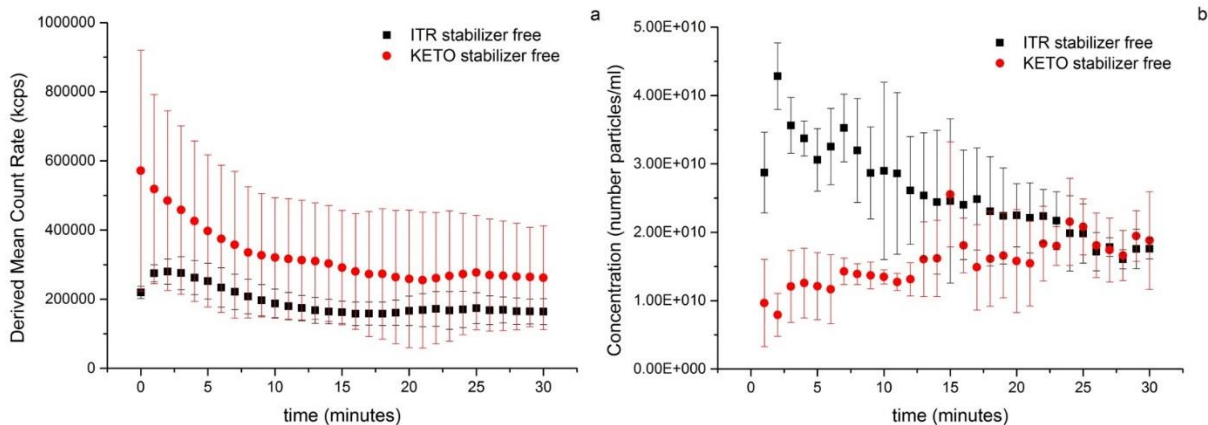 a
1000000
800000
600000
400000
200000
0
Derived Mean Count Rate (kcps)
ITR stabilizer free
KETO stabilizer free
0 5 10 15 20 25 30
time (minutes)
b
5.00E+010
4.00E+010
3.00E+010
2.00E+010
1.00E+010
0.00E+000
Concentration (number particles/ml)
ITR stabilizer free
KETO stabilizer free
0 5 10 15 20 25 30
time (minutes)